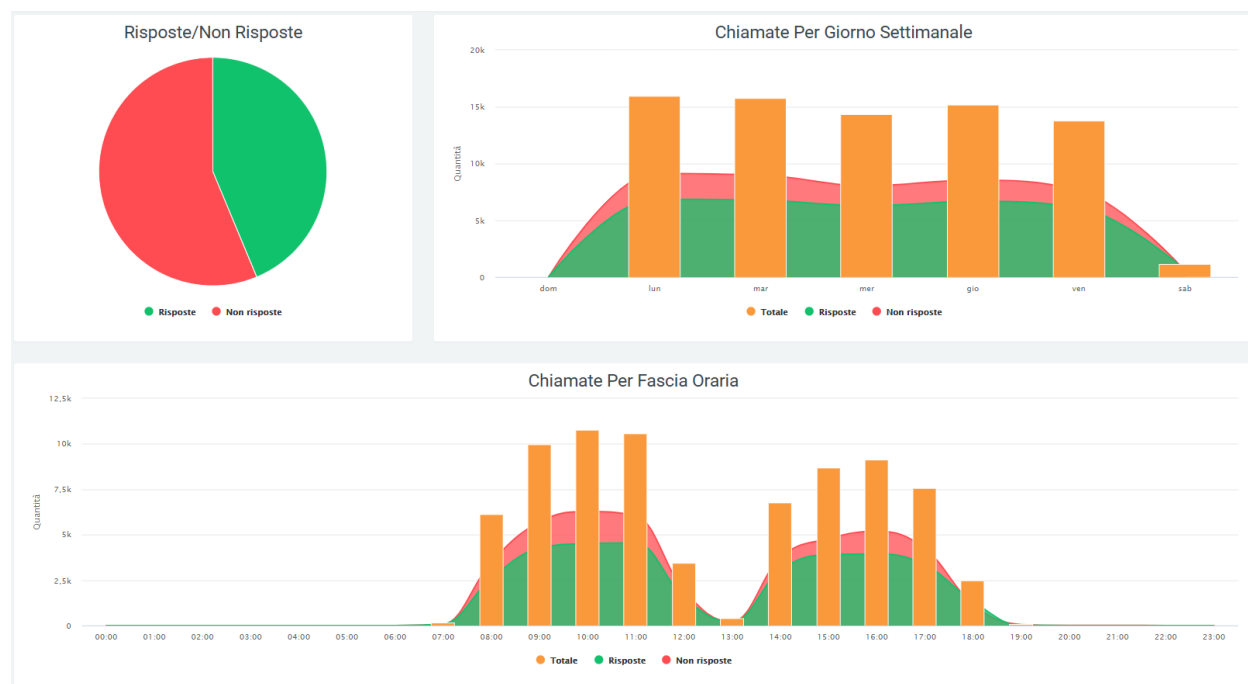 Risposte/Non Risposte
Risposte Non risposte
Chiamate Per Giorno Settimanale
Quantità
20k
15k
10k
5k
0
dom lun mar mer gio ven sab
Totale Risposte Non risposte
Chiamate Per Fascia Oraria
Quantità
12,5k
10k
7,5k
5k
2,5k
0
00:00 01:00 02:00 03:00 04:00 05:00 06:00 07:00 08:00 09:00 10:00 11:00 12:00 13:00 14:00 15:00 16:00 17:00 18:00 19:00 20:00 21:00 22:00 23:00
Totale Risposte Non risposte